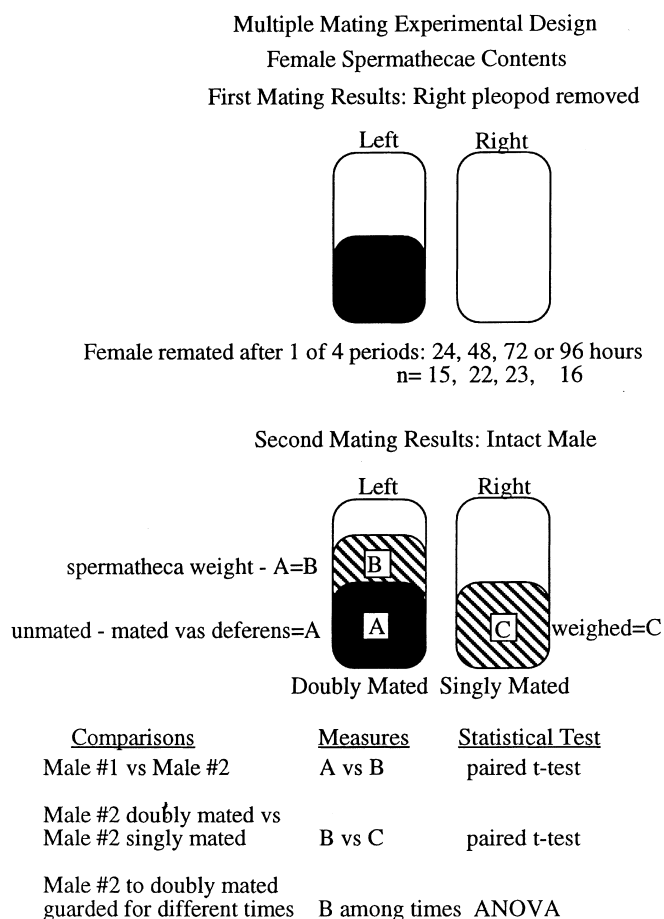 Multiple Mating Experimental Design
Female Spermathecae Contents
First Mating Results: Right pleopod removed
Left Right
Female remated after 1 of 4 periods: 24, 48, 72 or 96 hours
n= 15, 22, 23, 16
Second Mating Results: Intact Male
Left Right
spermatheca weight - A=B
B
unmated - mated vas deferens=A
A
C
weighed=C
Doubly Mated Singly Mated
Comparisons Measures Statistical Test
Male #1 vs Male #2 A vs B paired t-test
Male #2 doubly mated vs
Male #2 singly mated B vs C paired t-test
Male #2 to doubly mated
guarded for different times B among times ANOVA